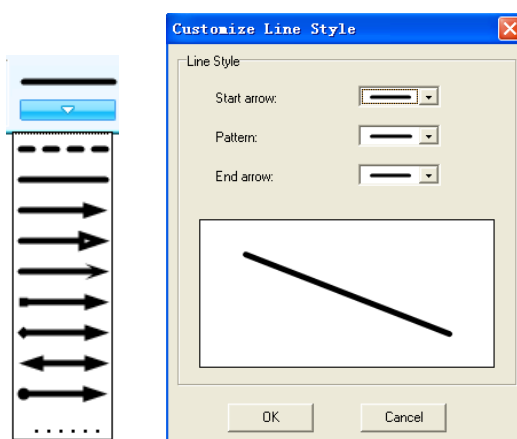 Customize Line Style
Line Style
Start arrow:
Pattern:
End arrow:
OK
Cancel